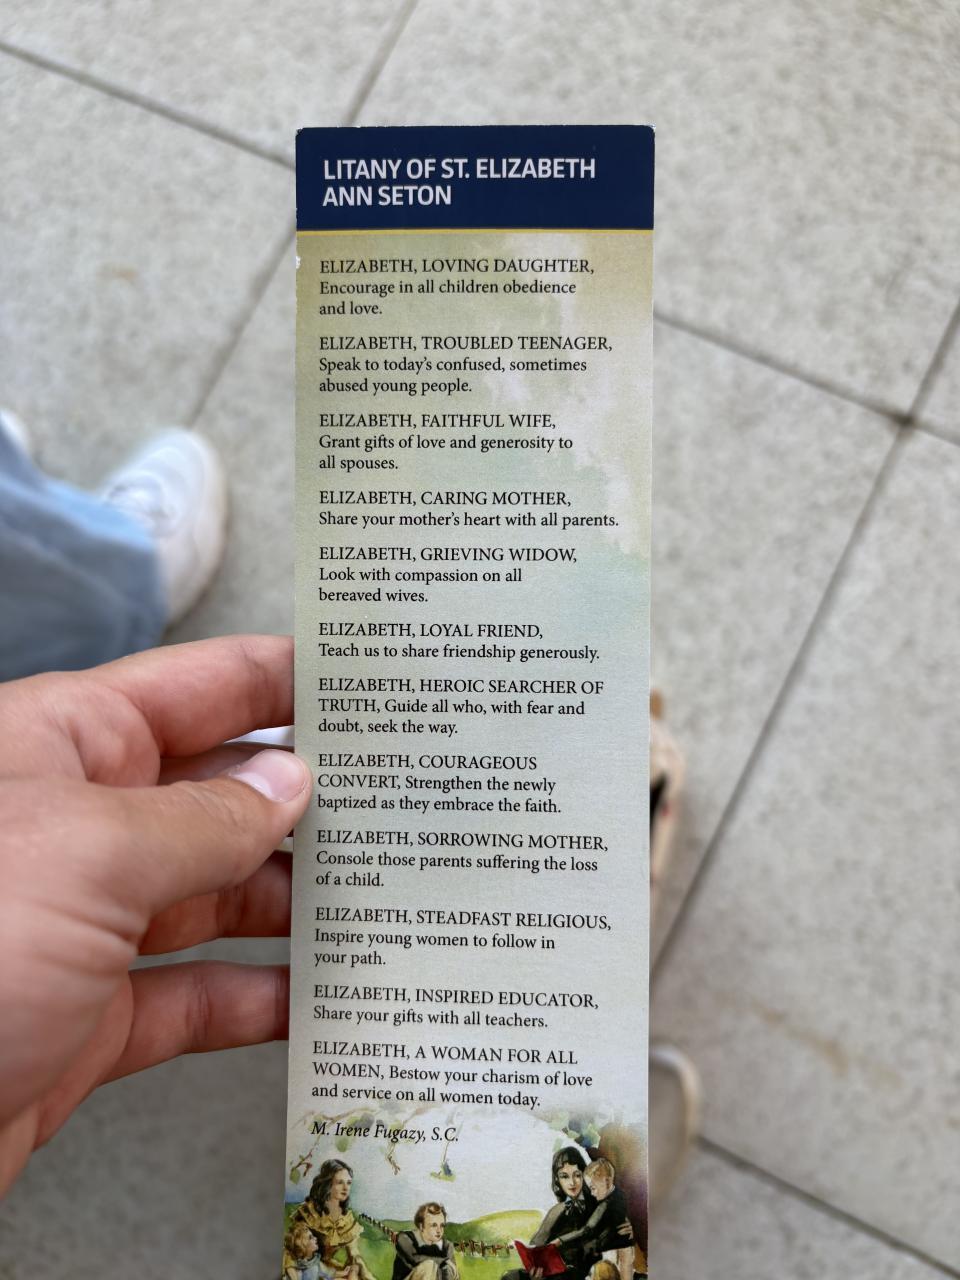 LITANY OF ST. ELIZABETH
ANN SETON
ELIZABETH, LOVING DAUGHTER,
Encourage in all children obedience
and love.
ELIZABETH, TROUBLED TEENAGER,
Speak to today's confused, sometimes
abused young people.
ELIZABETH, FAITHFUL WIFE,
Grant gifts of love and generosity to
all spouses.
ELIZABETH, CARING MOTHER,
Share your mother's heart with all parents.
ELIZABETH, GRIEVING WIDOW,
Look with compassion on all
bereaved wives.
ELIZABETH, LOYAL FRIEND,
Teach us to share friendship generously.
ELIZABETH, HEROIC SEARCHER OF
TRUTH, Guide all who, with fear and
doubt, seek the way.
ELIZABETH, COURAGEOUS
CONVERT, Strengthen the newly
baptized as they embrace the faith.
ELIZABETH, SORROWING MOTHER,
Console those parents suffering the loss
of a child.
ELIZABETH, STEADFAST RELIGIOUS,
Inspire young women to follow in
your path.
ELIZABETH, INSPIRED EDUCATOR,
Share your gifts with all teachers.
ELIZABETH, A WOMAN FOR ALL
WOMEN, Bestow your charism of love
and service on all women today.
M. Irene Fugazy, S.C.